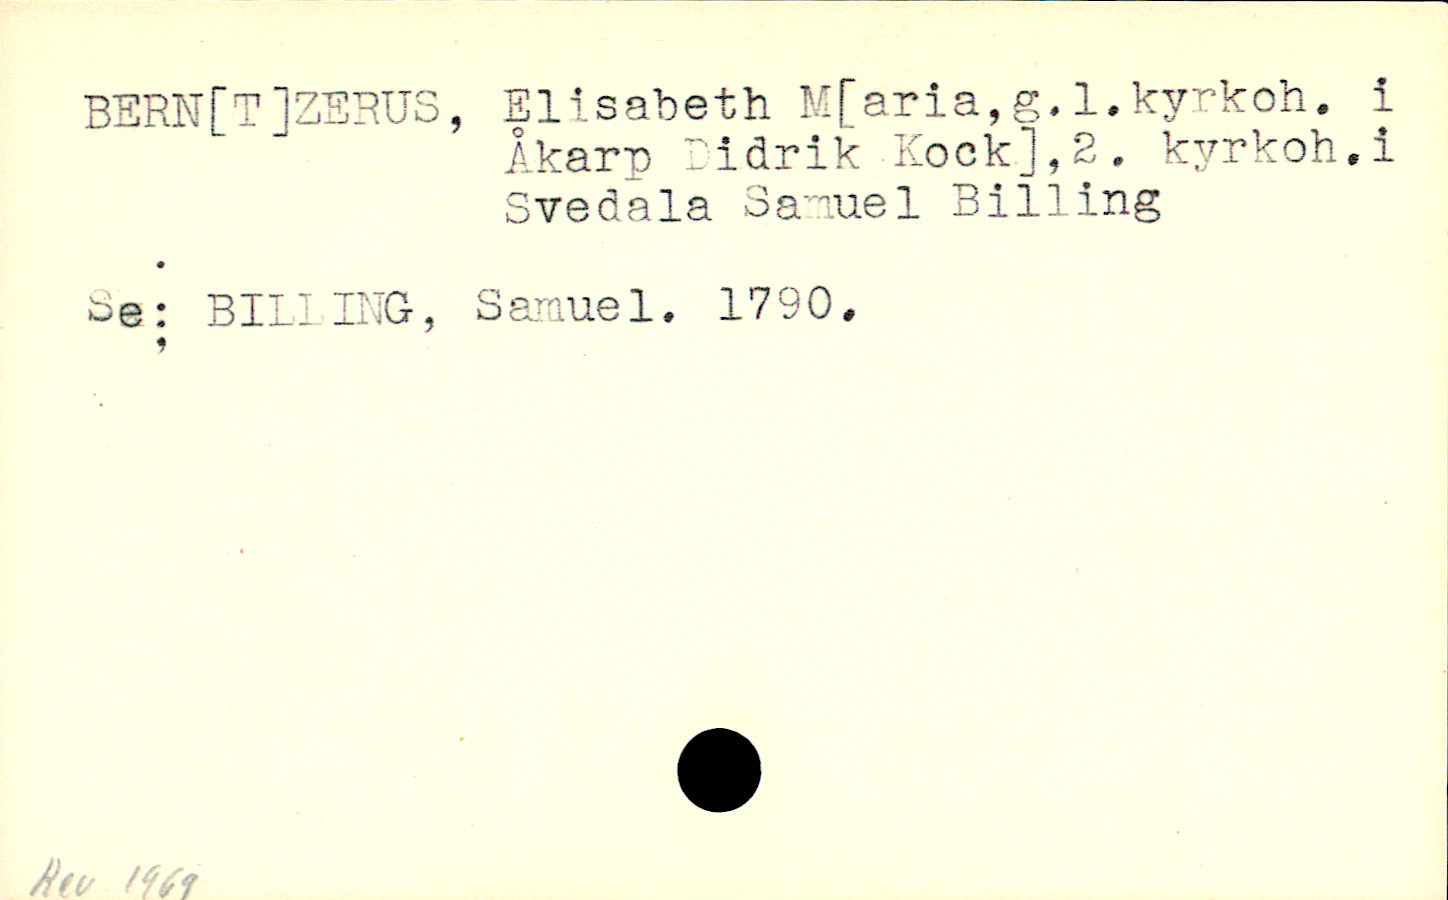 BERN[T]ZERUS, Elisabeth M[aria,g.1.kyrkoh. i
Åkarp Didrik Kock],2. kyrkoh.i
Svedala Samuel Billing
Se: BILLING, Samuel. 1790.
Rev 1969